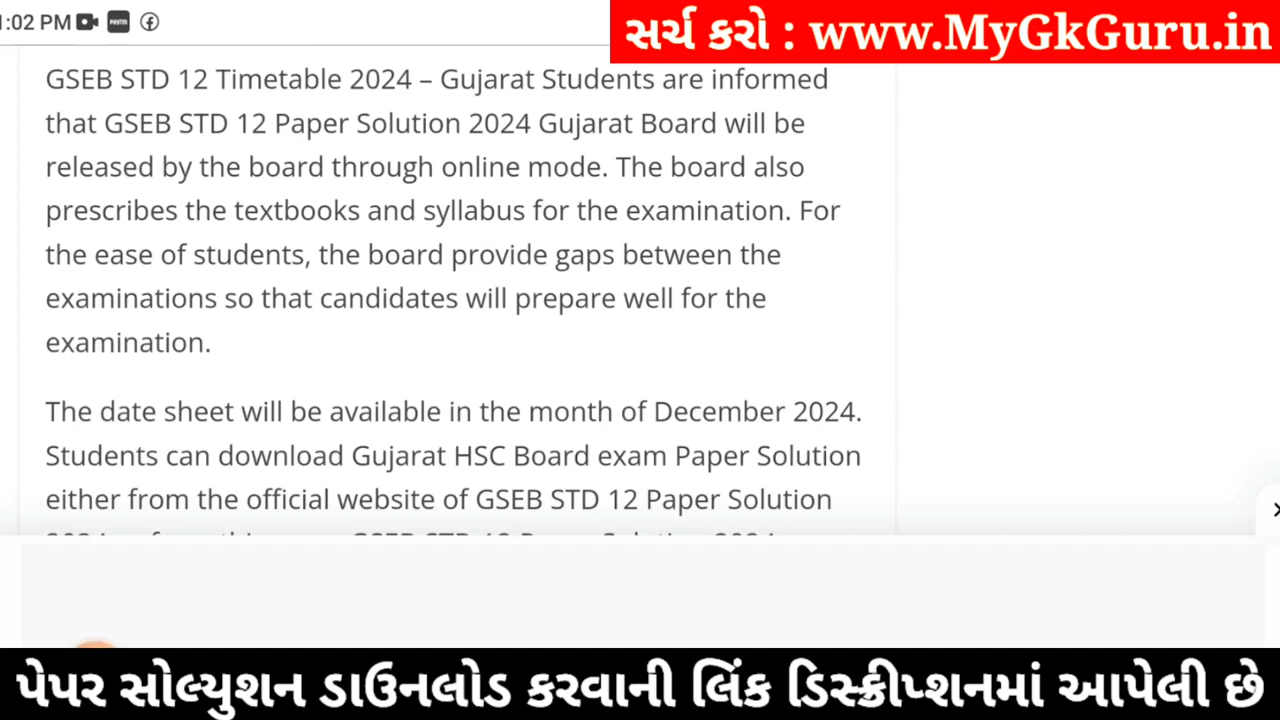 1:02 PM
સર્ચ કરો : www.MyGkGuru.in
GSEB STD 12 Timetable 2024 – Gujarat Students are informed
that GSEB STD 12 Paper Solution 2024 Gujarat Board will be
released by the board through online mode. The board also
prescribes the textbooks and syllabus for the examination. For
the ease of students, the board provide gaps between the
examinations so that candidates will prepare well for the
examination.
The date sheet will be available in the month of December 2024.
Students can download Gujarat HSC Board exam Paper Solution
either from the official website of GSEB STD 12 Paper Solution
પેપર સોલ્યુશન ડાઉનલોડ કરવાની લિંક ડિસ્ક્રીપ્શનમાં આપેલી છે